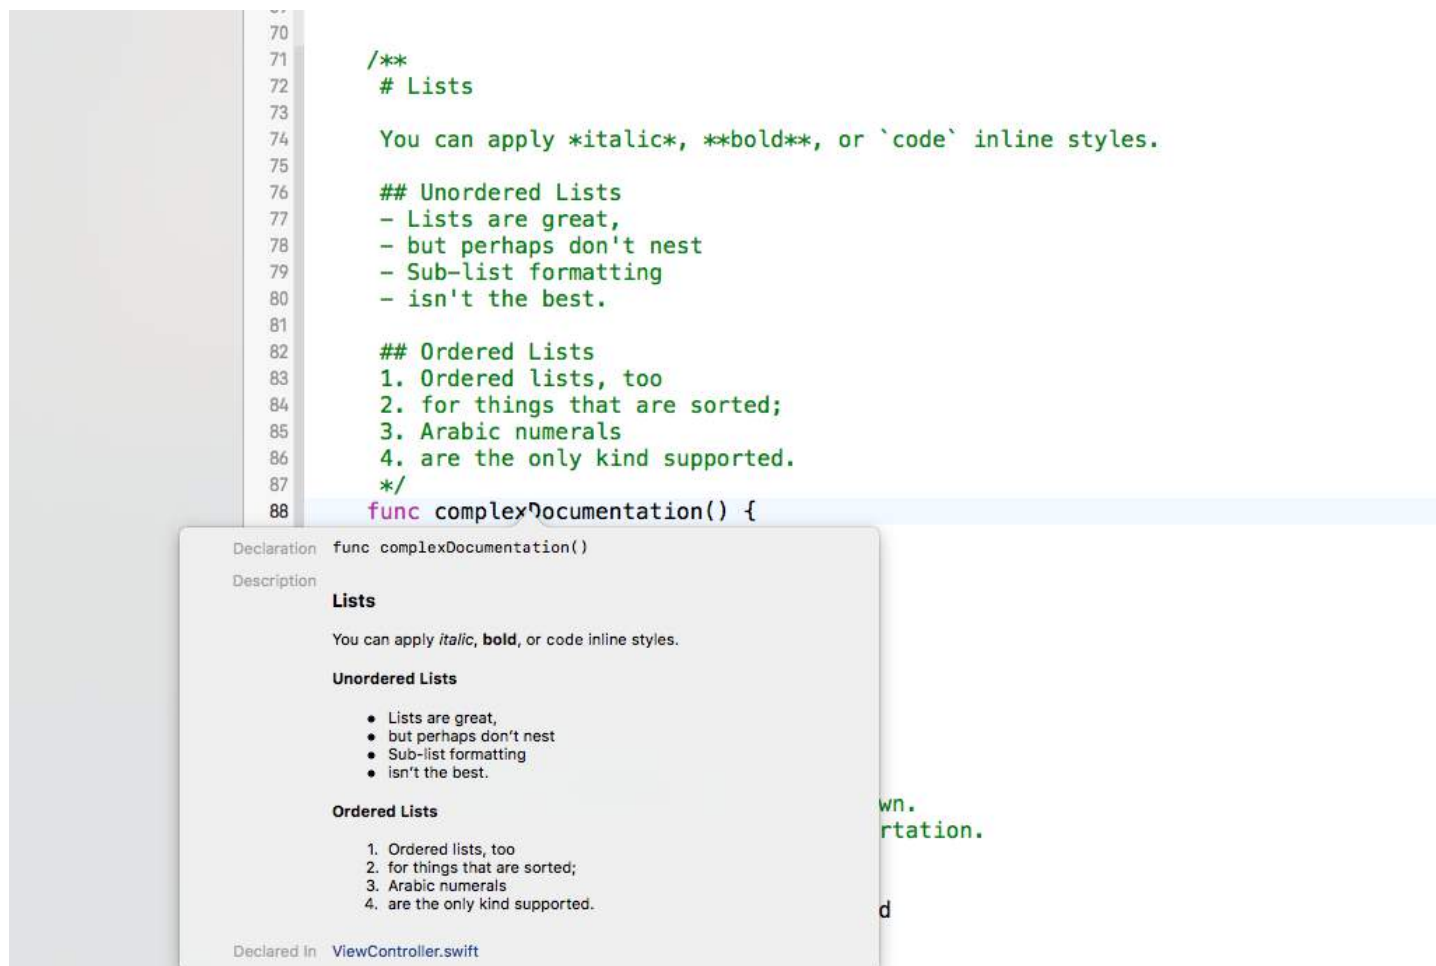 70
71 /**
72 # Lists
73
74 You can apply *italic*, **bold**, or `code` inline styles.
75
76 ## Unordered Lists
77 - Lists are great,
78 - but perhaps don't nest
79 - Sub-list formatting
80 - isn't the best.
81
82 ## Ordered Lists
83 1. Ordered lists, too
84 2. for things that are sorted;
85 3. Arabic numerals
86 4. are the only kind supported.
87 */
88 func complexDocumentation() {
Declaration func complexDocumentation()
Description
Lists
You can apply italic, bold, or code inline styles.
Unordered Lists
• Lists are great,
• but perhaps don't nest
• Sub-list formatting
• isn't the best.
wn.
Ordered Lists
rtation.
1. Ordered lists, too
2. for things that are sorted;
3. Arabic numerals
4. are the only kind supported.
d
Declared In ViewController.swift